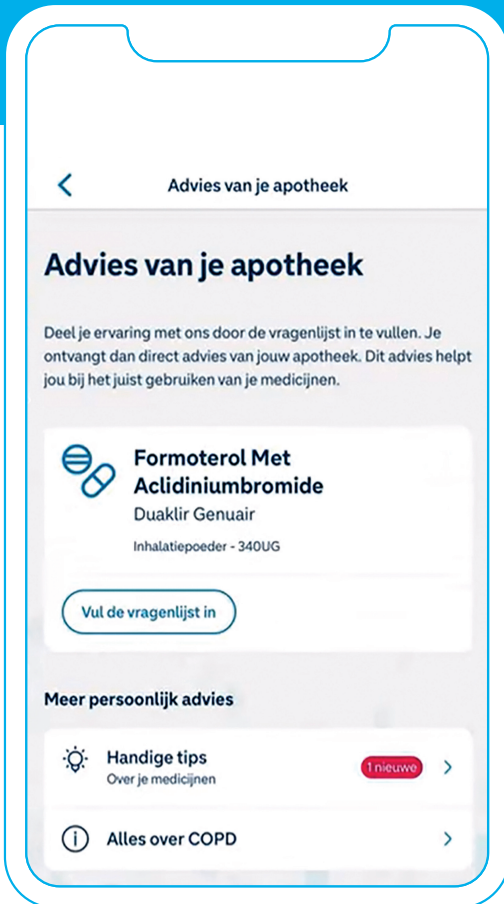 Advies van je apotheek
Advies van je apotheek
Deel je ervaring met ons door de vragenlijst in te vullen. Je
ontvangt dan direct advies van jouw apotheek. Dit advies helpt
jou bij het juist gebruiken van je medicijnen.
Formoterol Met
Aclidiniumbromide
Duaklir Genuair
Inhalatiepoeder - 340UG
Vul de vragenlijst in
Meer persoonlijk advies
Handige tips
1 nieuwe
Over je medicijnen
Alles over COPD